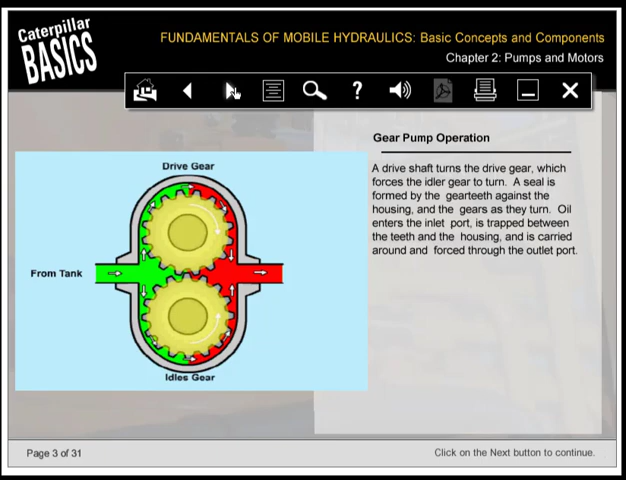 Caterpillar
BASICS
FUNDAMENTALS OF MOBILE HYDRAULICS: Basic Concepts and Components
Chapter 2: Pumps and Motors
?
Gear Pump Operation
A drive shaft turns the drive gear, which
forces the idler gear to turn. A seal is
formed by the gearteeth against the
housing, and the gears as they turn. Oil
enters the inlet port, is trapped between
the teeth and the housing, and is carried
around and forced through the outlet port.
Drive Gear
From Tank
Idles Gear
Page 3 of 31
Click on the Next button to continue.